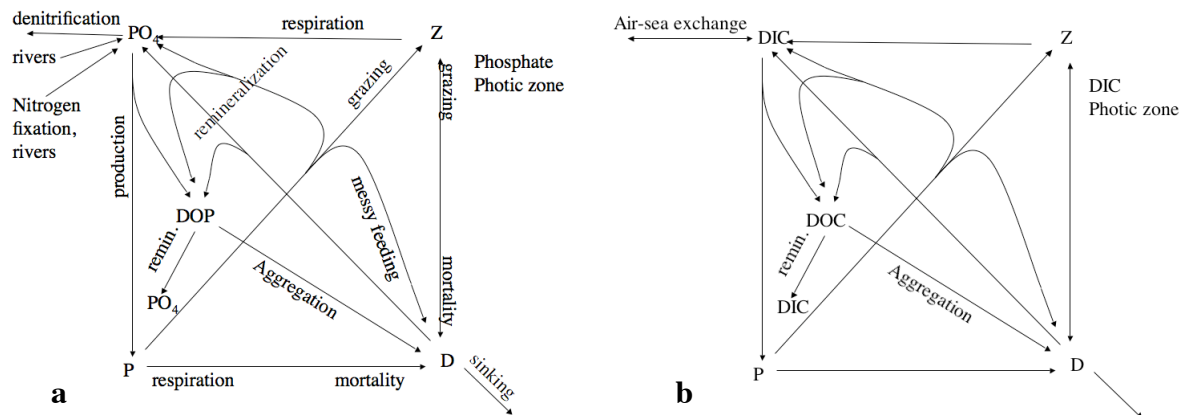 denitrification
PO4
respiration
Z
rivers
Nitrogen
fixation,
rivers
remineralization
grazing
grazing
Phosphate
Photic zone
production
DOP
messy feeding
remin.
Aggregation
PO4
mortality
P
respiration
mortality
D
sinking
a
Air-sea exchange
DIC
Z
DIC
Photic zone
DOC
remin.
Aggregation
DIC
P
D
b